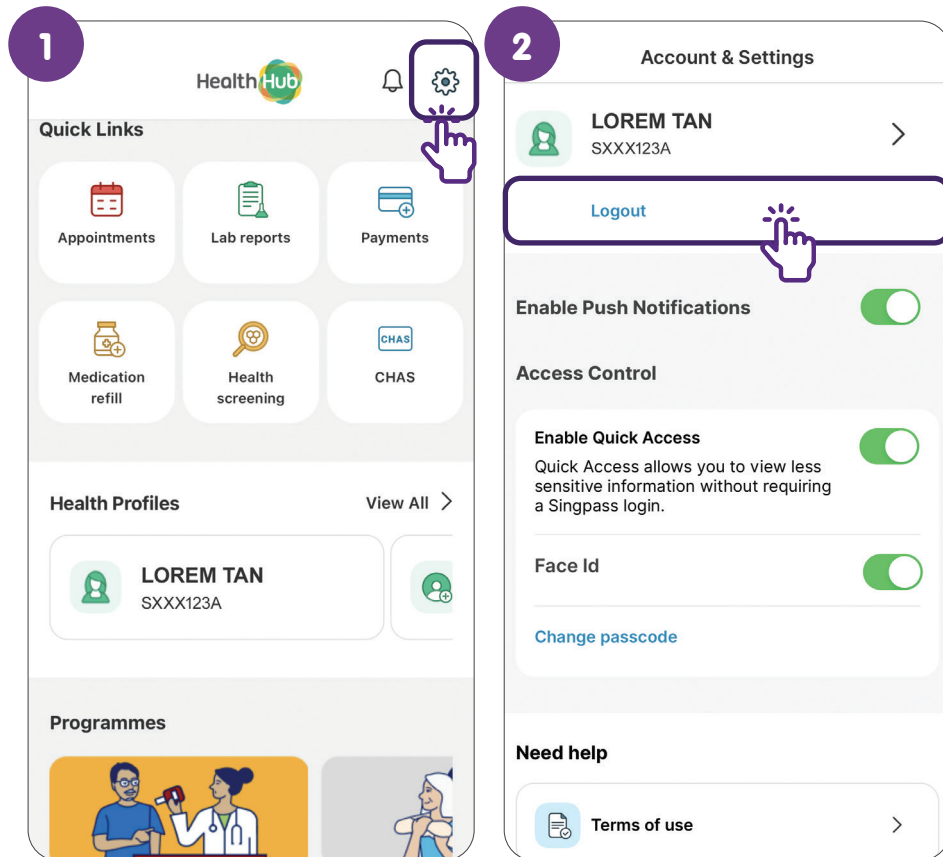 1
HealthHub
Quick Links
Appointments
Lab reports
Payments
Medication
refill
Health
screening
CHAS
CHAS
Health Profiles
View All
LOREM TAN
SXXX123A
Programmes
2
Account & Settings
LOREM TAN
SXXX123A
Logout
Enable Push Notifications
Access Control
Enable Quick Access
Quick Access allows you to view less
sensitive information without requiring
a Singpass login.
Face Id
Change passcode
Need help
Terms of use